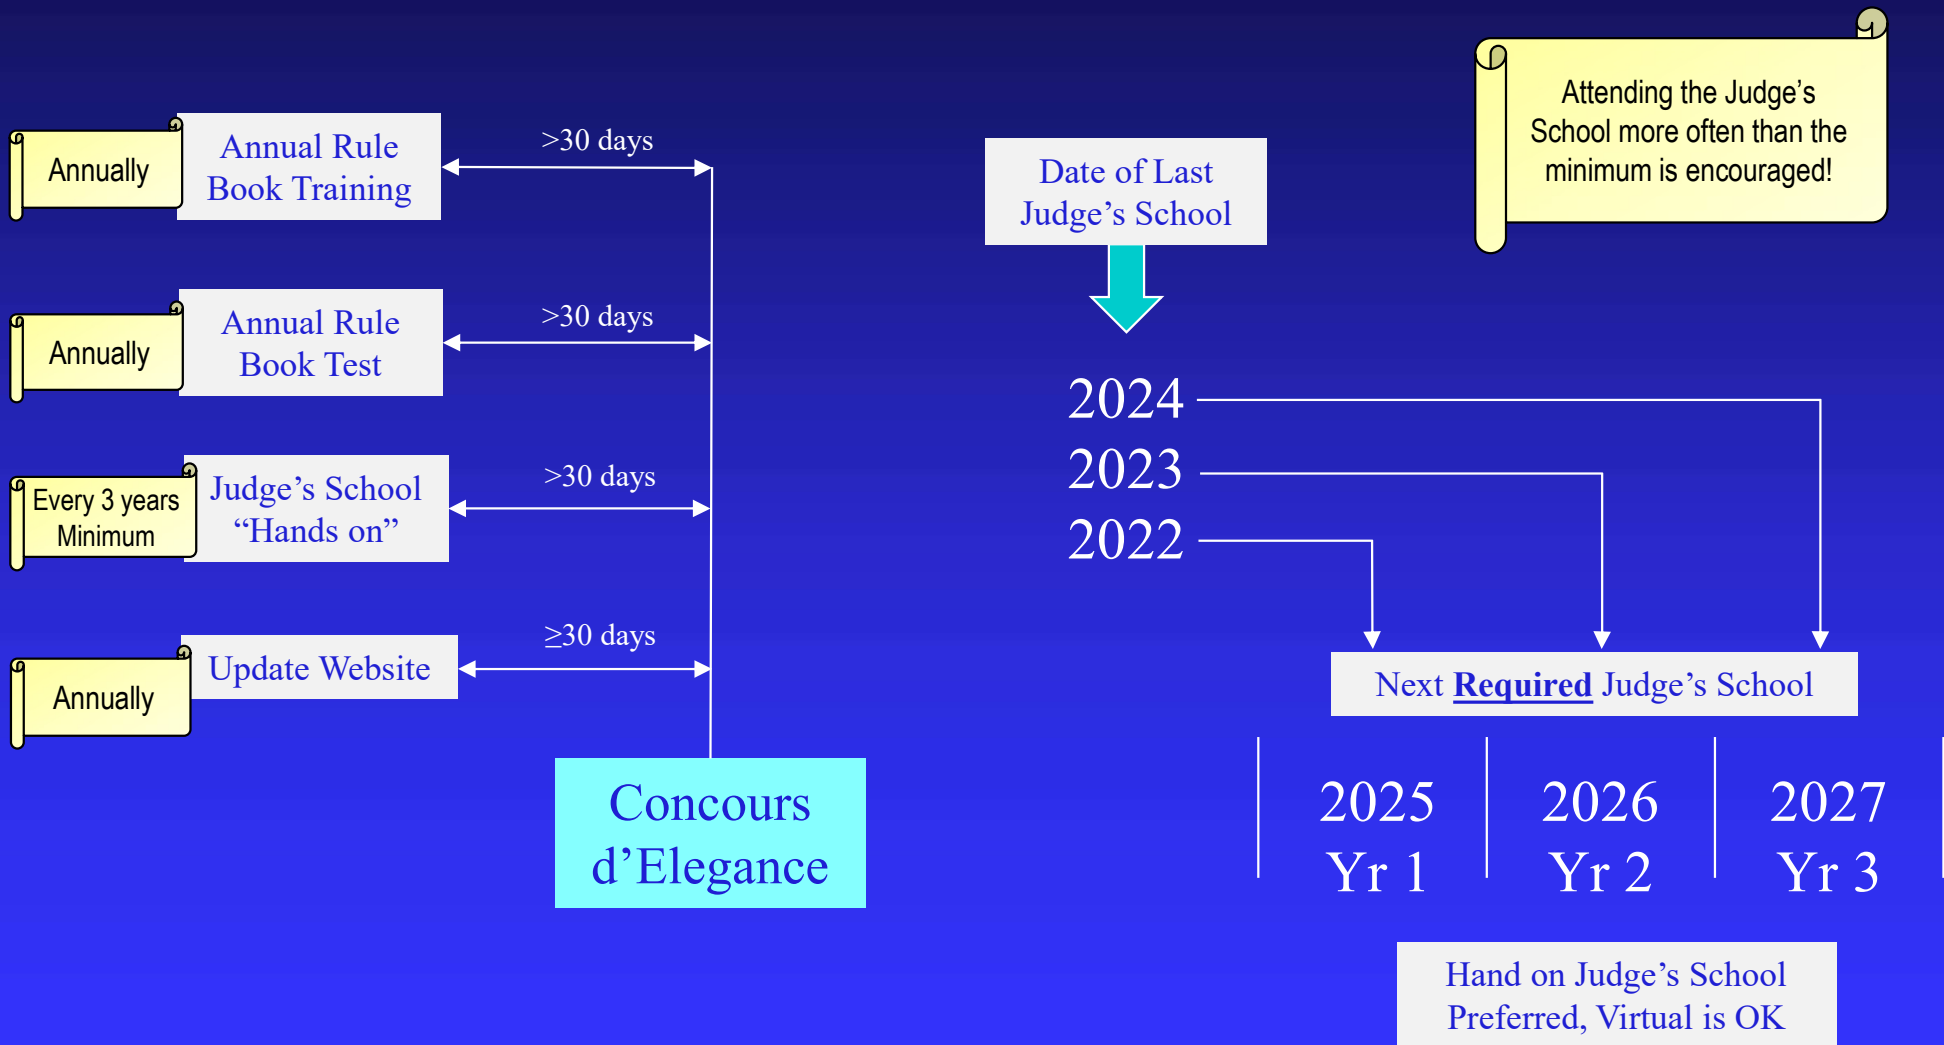 Annually
Annual Rule
Book Training
>30 days
Annually
Annual Rule
Book Test
>30 days
Every 3 years
Minimum
Judge’s School
“Hands on”
>30 days
Annually
Update Website
≥30 days
Concours
d’Elegance
Date of Last
Judge’s School
Attending the Judge’s
School more often than the
minimum is encouraged!
2024
2023
2022
Next Required Judge’s School
2025
Yr 1
2026
Yr 2
2027
Yr 3
Hand on Judge’s School
Preferred, Virtual is OK